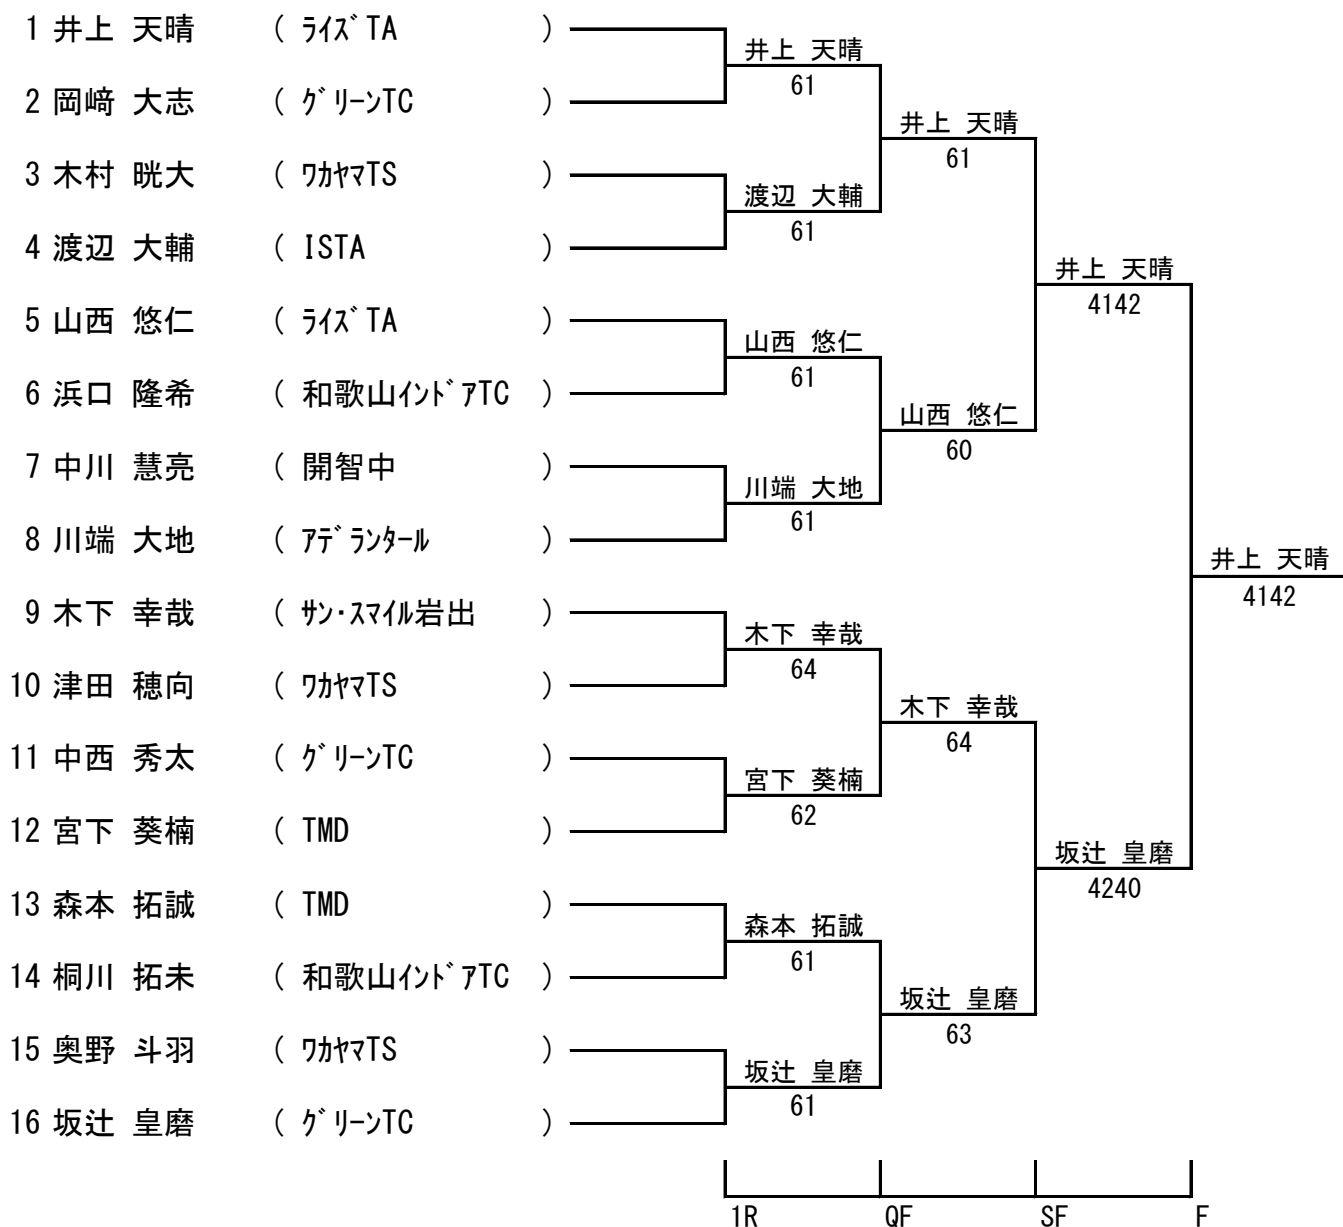 1 井上 天晴 ( ﾗｲｽﾞTA )
2 岡﨑 大志 ( ｸﾞﾘｰﾝTC )
3 木村 晄大 ( ﾜｶﾔﾏTS )
4 渡辺 大輔 ( ISTA )
5 山西 悠仁 ( ﾗｲｽﾞTA )
6 浜口 隆希 ( 和歌山ｲﾝﾄﾞｱTC )
7 中川 慧亮 ( 開智中 )
8 川端 大地 ( ｱﾃﾞﾗﾝﾀｰﾙ )
9 木下 幸哉 ( ｻﾝ･ｽﾏｲﾙ岩出 )
10 津田 穂向 ( ﾜｶﾔﾏTS )
11 中西 秀太 ( ｸﾞﾘｰﾝTC )
12 宮下 葵楠 ( TMD )
13 森本 拓誠 ( TMD )
14 桐川 拓未 ( 和歌山ｲﾝﾄﾞｱTC )
15 奥野 斗羽 ( ﾜｶﾔﾏTS )
16 坂辻 皇磨 ( ｸﾞﾘｰﾝTC )
井上 天晴
61
渡辺 大輔
61
山西 悠仁
61
川端 大地
61
木下 幸哉
64
宮下 葵楠
62
森本 拓誠
61
坂辻 皇磨
61
井上 天晴
61
山西 悠仁
60
木下 幸哉
64
坂辻 皇磨
63
井上 天晴
4142
坂辻 皇磨
4240
井上 天晴
4142
1R QF SF F